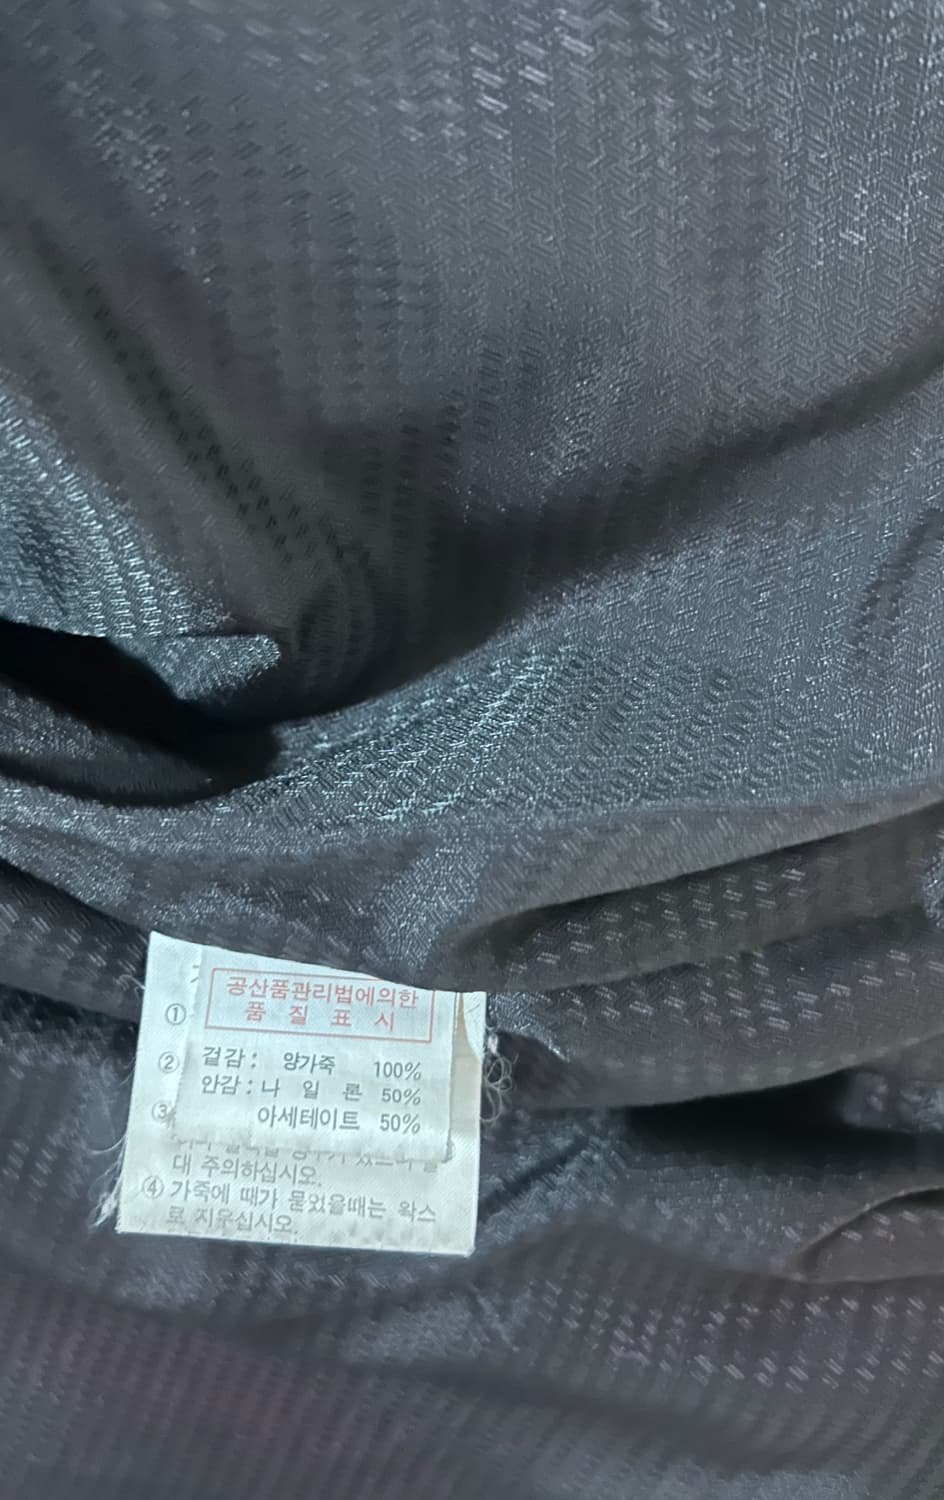 공산품관리법에의한
품 질 표 시
①
② 겉감 : 양가죽 100%
안감 : 나 일 론 50%
③
아세테이트 50%
대 주의하십시오.
④ 가죽에 때가 묻었을때는 왁스
로 지우십시오.